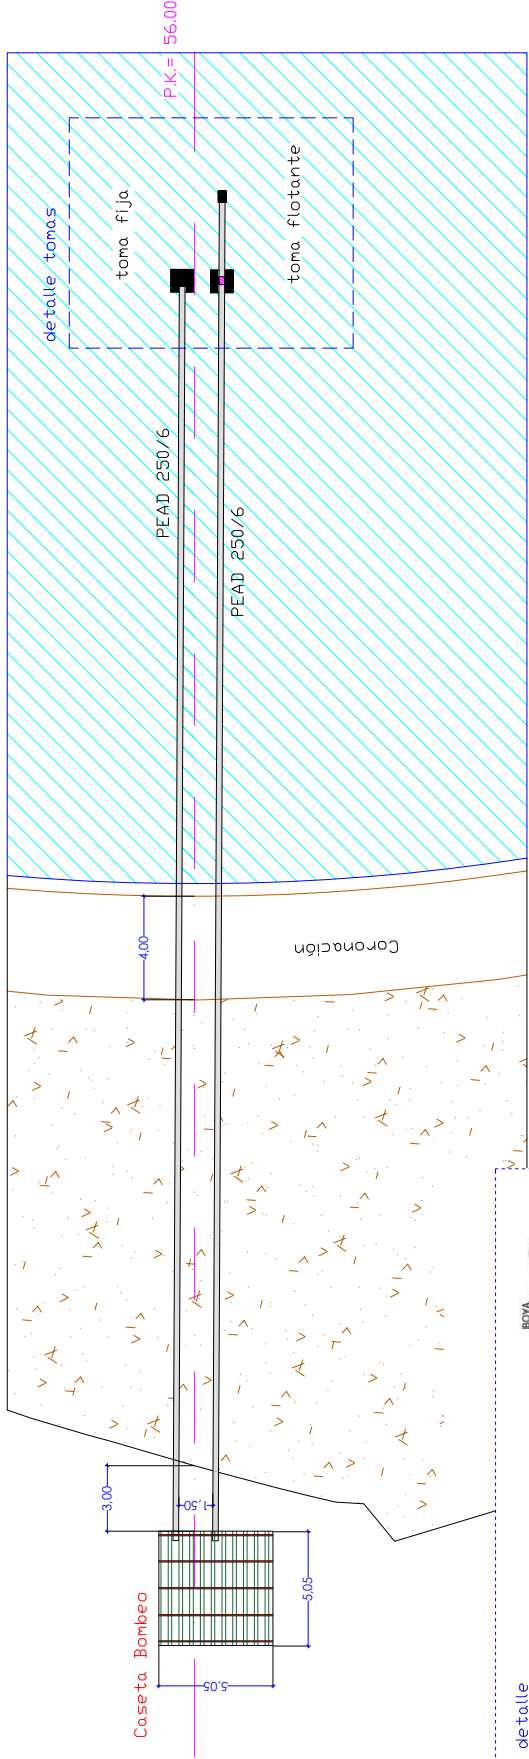 P.K.= 56.00
detalle tomas
toma fija
toma flotante
PEAD 250/6
PEAD 250/6
4,00
Coronación
BOYA
3,00
1,50
5,05
5,05
Caseta Bombeo
detalle